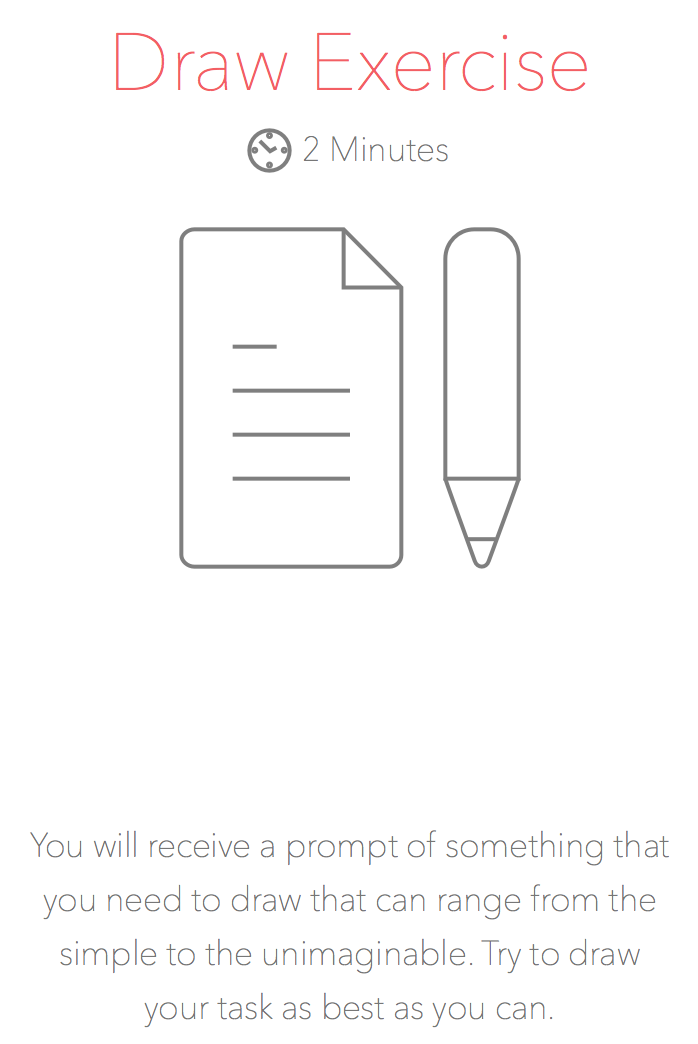 Draw Exercise
2 Minutes
You will receive a prompt of something that
you need to draw that can range from the
simple to the unimaginable. Try to draw
your task as best as you can.